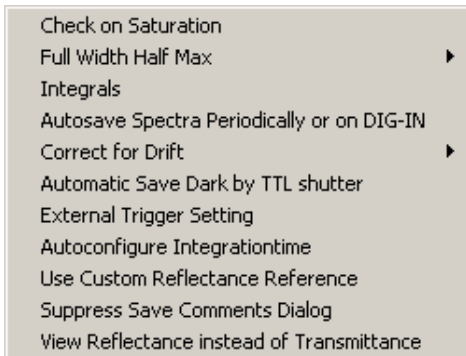 Check on Saturation
Full Width Half Max
Integrals
Autosave Spectra Periodically or on DIG-IN
Correct for Drift
Automatic Save Dark by TTL shutter
External Trigger Setting
Autoconfigure Integrationtime
Use Custom Reflectance Reference
Suppress Save Comments Dialog
View Reflectance instead of Transmittance